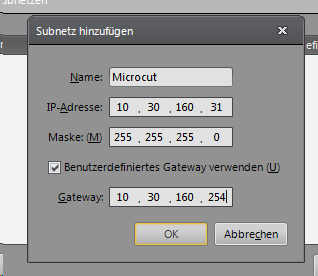 Subnetz hinzufügen
Name: Microcut
IP-Adresse: 10 . 30 . 160 . 31
Maske: (M) 255 . 255 . 255 . 0
Benutzerdefiniertes Gateway verwenden (U)
Gateway: 10 . 30 . 160 . 254
OK Abbrechen